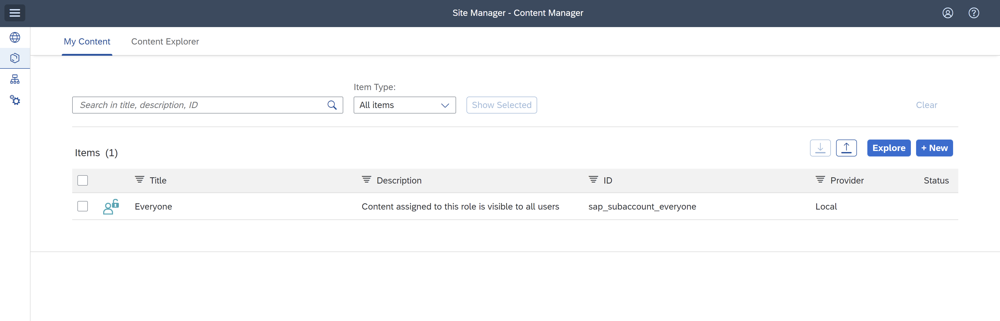 Site Manager - Content Manager
My Content Content Explorer
Item Type:
Search in title, description, ID All items Show Selected Clear
Items (1) Explore + New
Title Description ID Provider Status
Everyone Content assigned to this role is visible to all users sap_subaccount_everyone Local